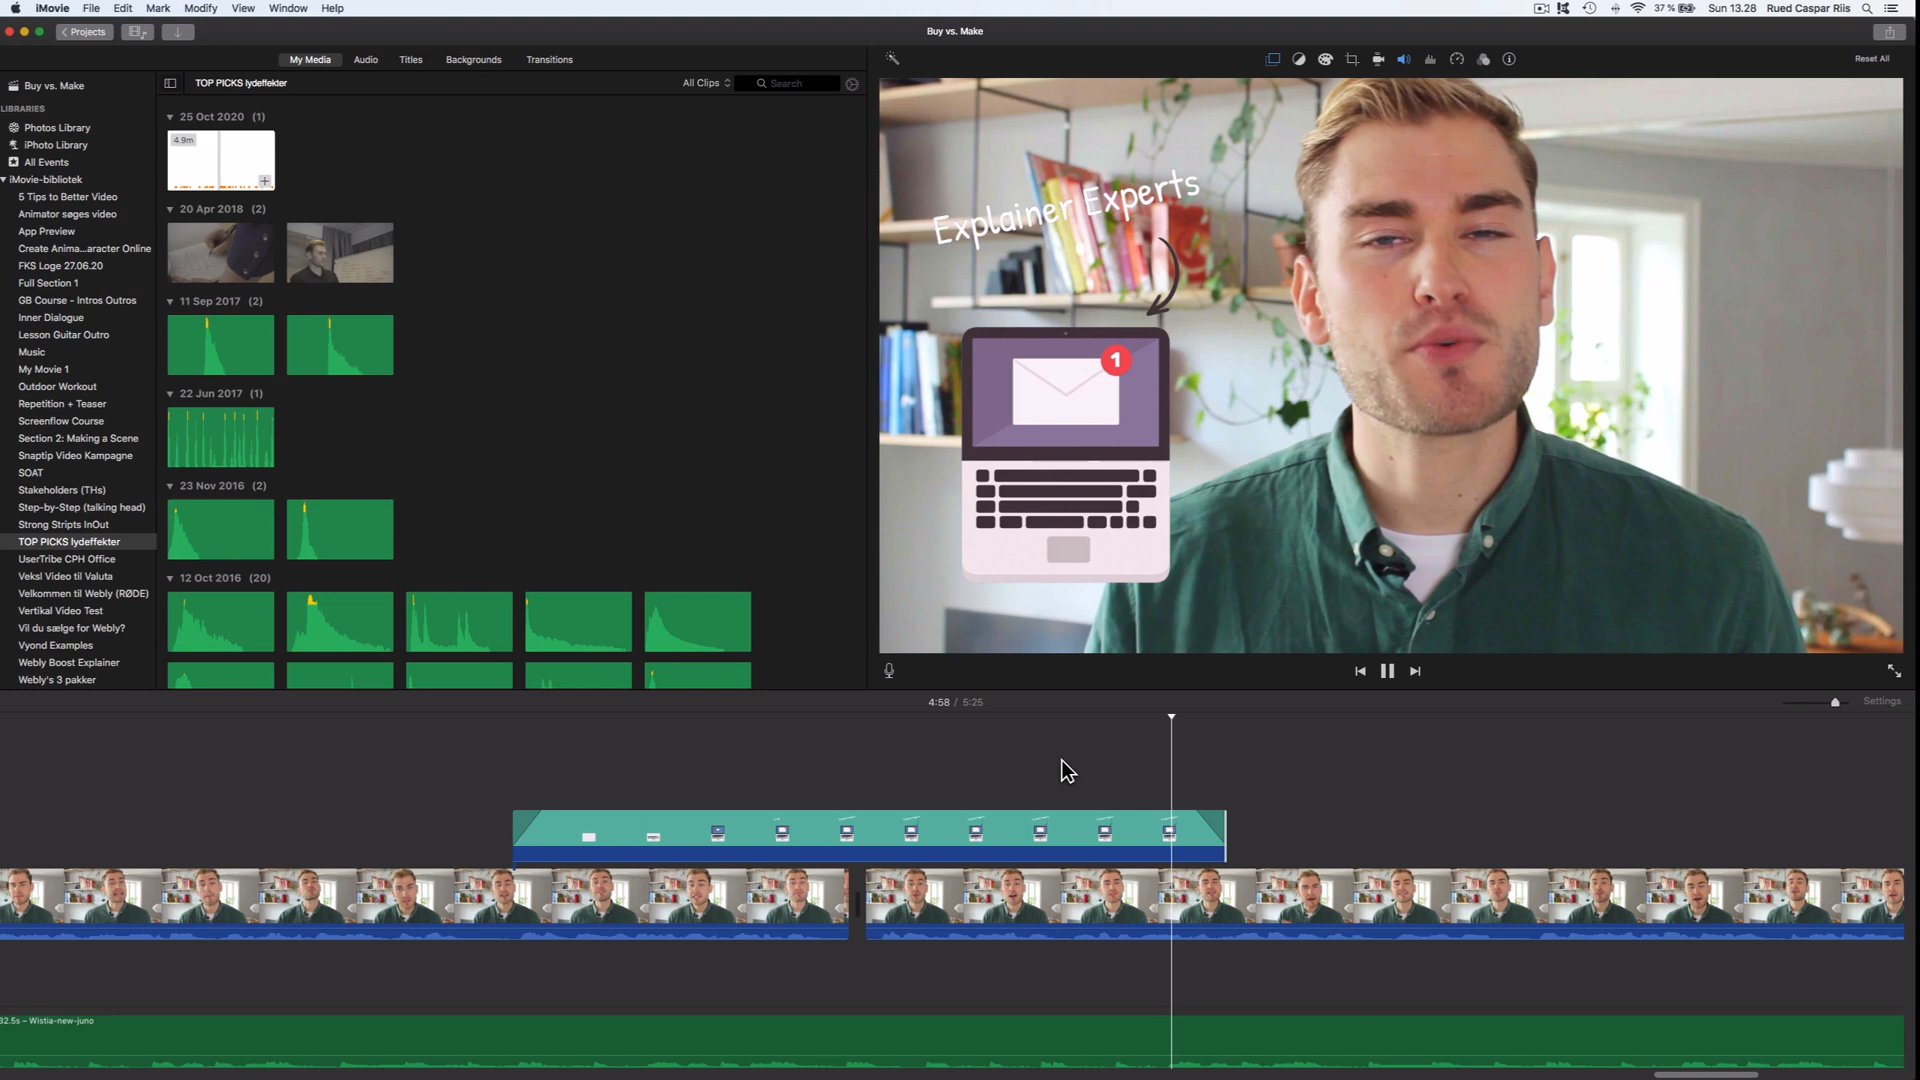 iMovie File Edit Mark Modify View Window Help
37 % Sun 13.28 Rued Caspar Riis
Projects
Buy vs. Make
My Media Audio Titles Backgrounds Transitions
Reset All
Buy vs. Make
TOP PICKS lydeffekter
All Clips
Search
LIBRARIES
Photos Library
iPhoto Library
All Events
iMovie-bibliotek
5 Tips to Better Video
Animator søges video
App Preview
Create Anima...aracter Online
FKS Loge 27.06.20
Full Section 1
GB Course - Intros Outros
Inner Dialogue
Lesson Guitar Outro
Music
My Movie 1
Outdoor Workout
Repetition + Teaser
Screenflow Course
Section 2: Making a Scene
Snaptip Video Kampagne
SOAT
Stakeholders (THs)
Step-by-Step (talking head)
Strong Stripts InOut
TOP PICKS lydeffekter
UserTribe CPH Office
Veksl Video til Valuta
Velkommen til Webly (RØDE)
Vertikal Video Test
Vil du sælge for Webly?
Vyond Examples
Webly Boost Explainer
Webly's 3 pakker
25 Oct 2020 (1)
4.9m
20 Apr 2018 (2)
11 Sep 2017 (2)
22 Jun 2017 (1)
23 Nov 2016 (2)
12 Oct 2016 (20)
Explainer Experts
1
4:58 / 5:25
Settings
32.5s – Wistia-new-juno